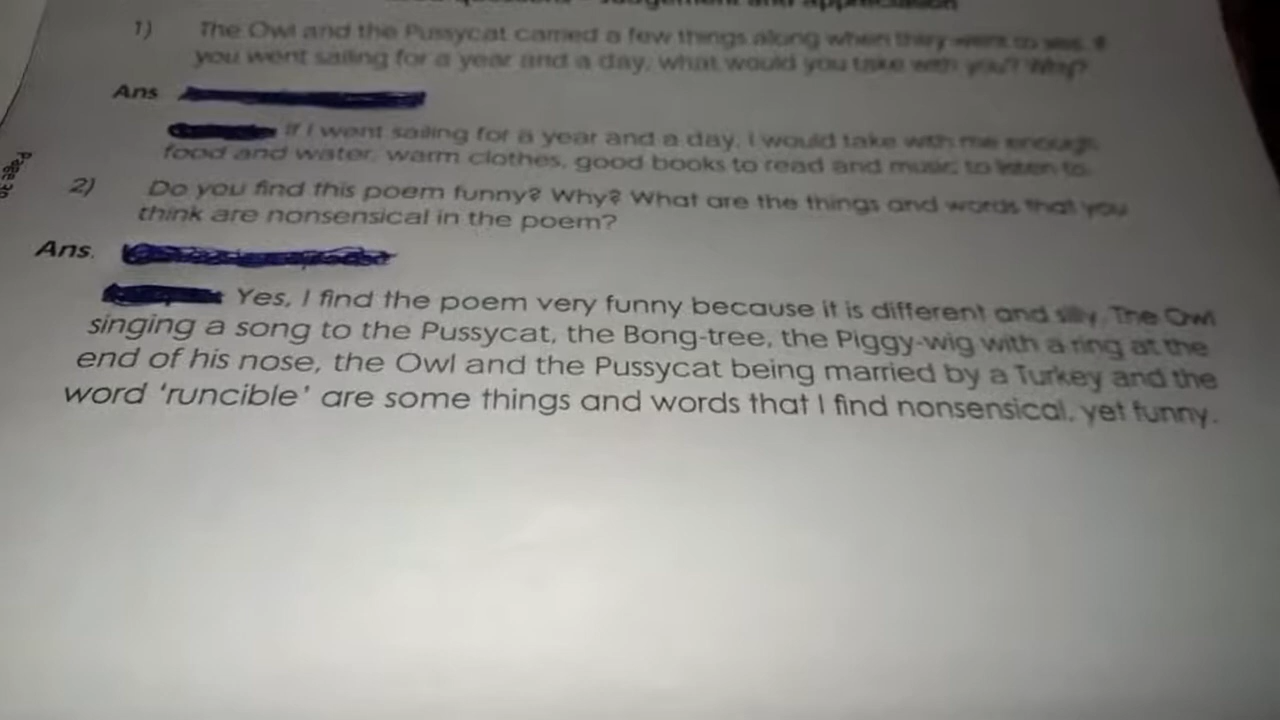 questions – Judgement and appreciation
1) The Owl and the Pussycat carried a few things along when they went to sea. If
you went sailing for a year and a day, what would you take with you? Why?
Ans
If I went sailing for a year and a day, I would take with me enough
food and water, warm clothes, good books to read and music to listen to.
Page 30
2) Do you find this poem funny? Why? What are the things and words that you
think are nonsensical in the poem?
Ans.
Yes, I find the poem very funny because it is different and silly. The Owl
singing a song to the Pussycat, the Bong-tree, the Piggy-wig with a ring at the
end of his nose, the Owl and the Pussycat being married by a Turkey and the
word ‘runcible’ are some things and words that I find nonsensical, yet funny.